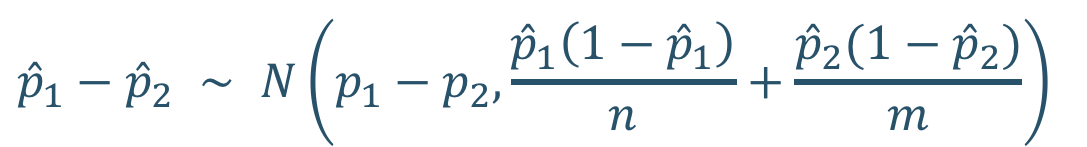 p̂₁ − p̂₂ ~ N(p₁ − p₂, p̂₁(1 − p̂₁)/n + p̂₂(1 − p̂₂)/m)